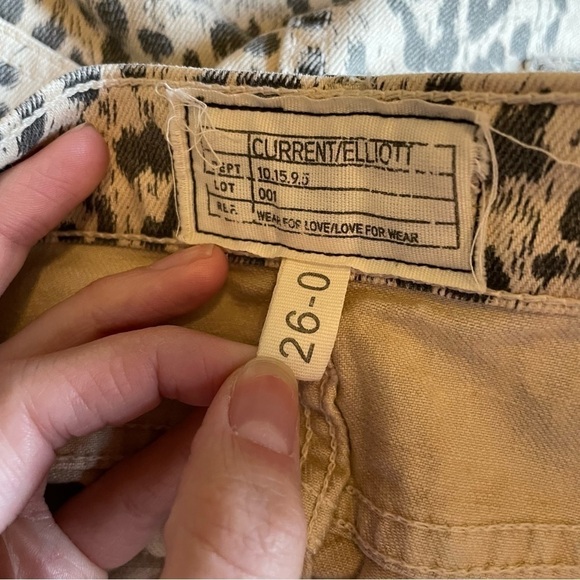 CURRENT/ELLIOTT
DEPT 10.15.9.5
LOT 001
REF. WEAR FOR LOVE/LOVE FOR WEAR
26-0